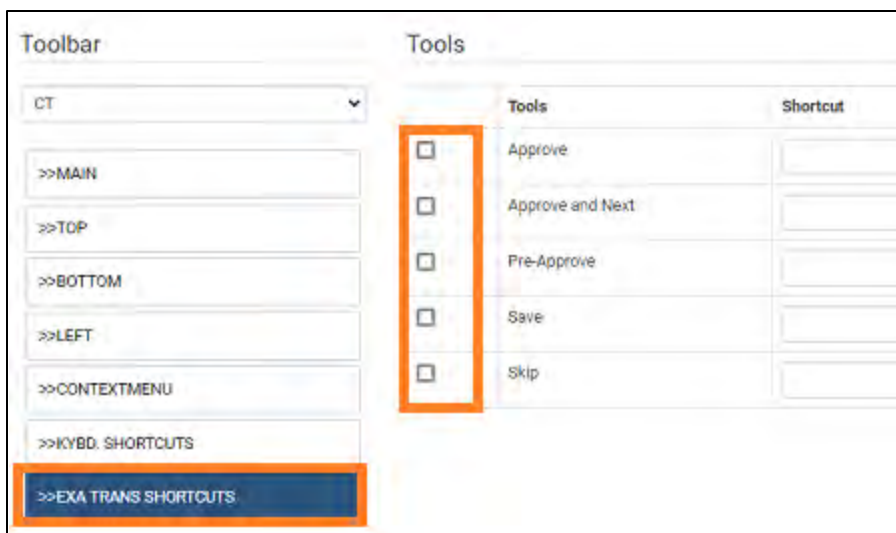 Toolbar
Tools
CT
Tools Shortcut
Approve
>>MAIN
Approve and Next
>>TOP
Pre-Approve
>>BOTTOM
Save
>>LEFT
Skip
>>CONTEXTMENU
>>KYBD. SHORTCUTS
>>EXA TRANS SHORTCUTS